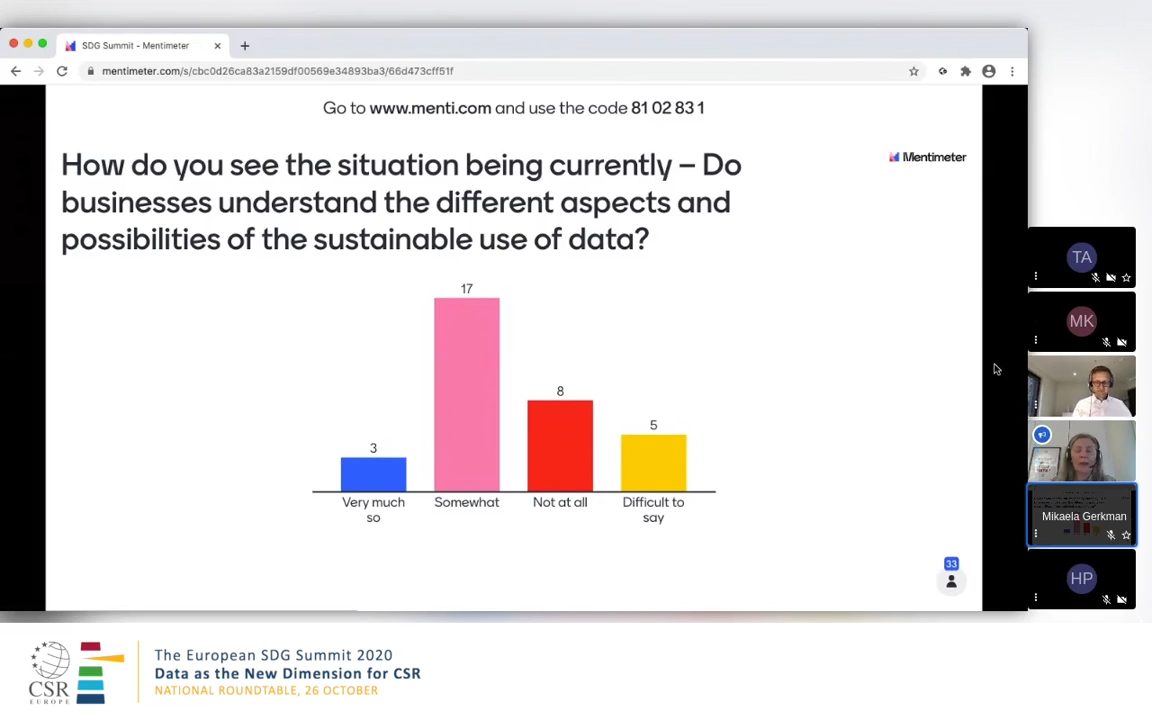 SDG Summit - Mentimeter
mentimeter.com/s/cbc0d26ca83a2159df00569e34893ba3/66d473cff51f
Go to www.menti.com and use the code 81 02 83 1
Mentimeter
How do you see the situation being currently – Do
businesses understand the different aspects and
possibilities of the sustainable use of data?
17
8
5
3
Very much
so
Somewhat
Not at all
Difficult to
say
33
TA
MK
Mikaela Gerkman
HP
CSR
EUROPE
The European SDG Summit 2020
Data as the New Dimension for CSR
NATIONAL ROUNDTABLE, 26 OCTOBER